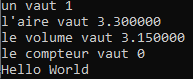 un vaut 1
l'aire vaut 3.300000
le volume vaut 3.150000
le compteur vaut 0
Hello World